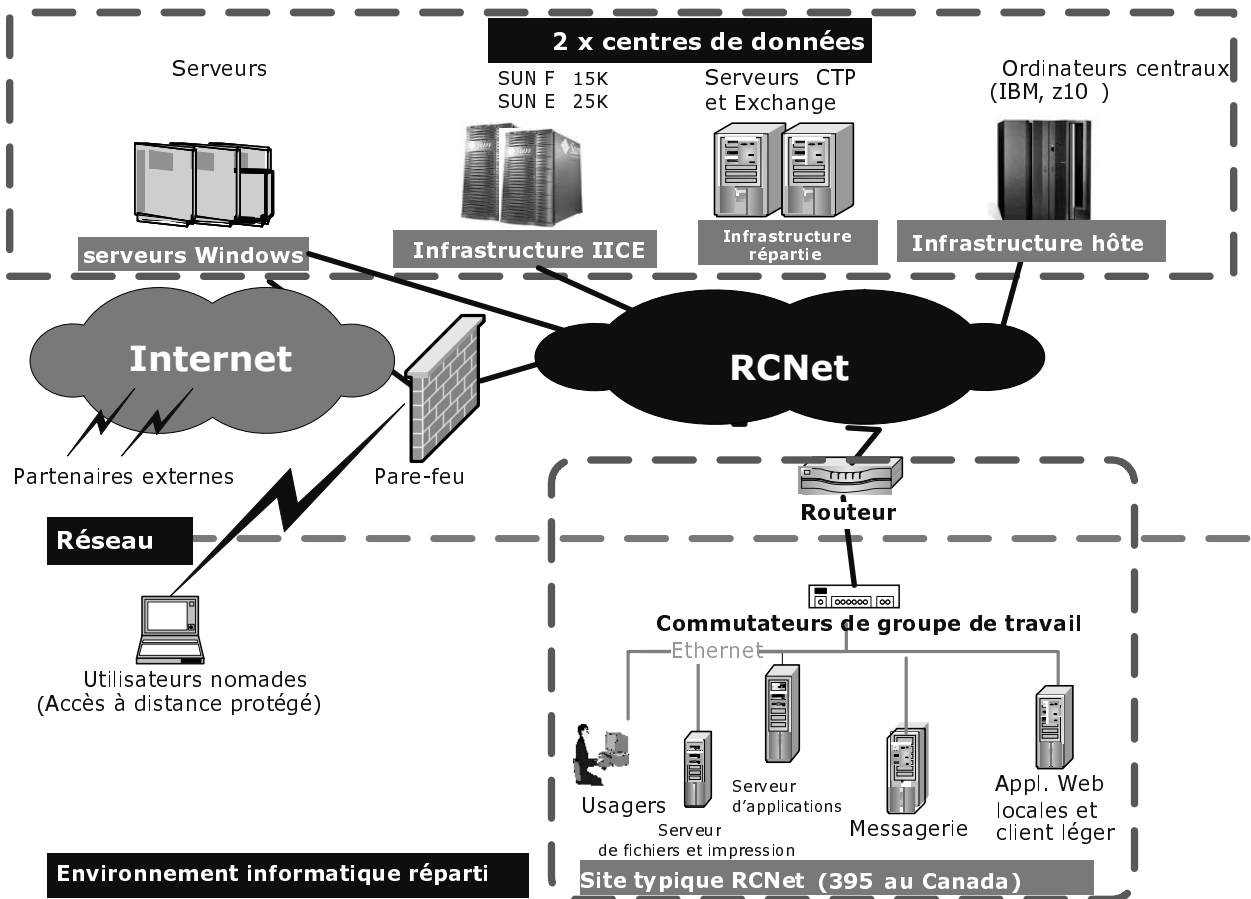 2 x centres de données
Serveurs
SUN F 15K
SUN E 25K
Serveurs CTP
et Exchange
Ordinateurs centraux
(IBM, z10 )
serveurs Windows
Infrastructure IICE
Infrastructure
répartie
Infrastructure hôte
Internet
RCNet
Partenaires externes
Pare-feu
Routeur
Réseau
Commutateurs de groupe de travail
Ethernet
Utilisateurs nomades
(Accès à distance protégé)
Usagers
Serveur
de fichiers et impression
Serveur
d'applications
Messagerie
Appl. Web
locales et
client léger
Environnement informatique réparti
Site typique RCNet (395 au Canada)